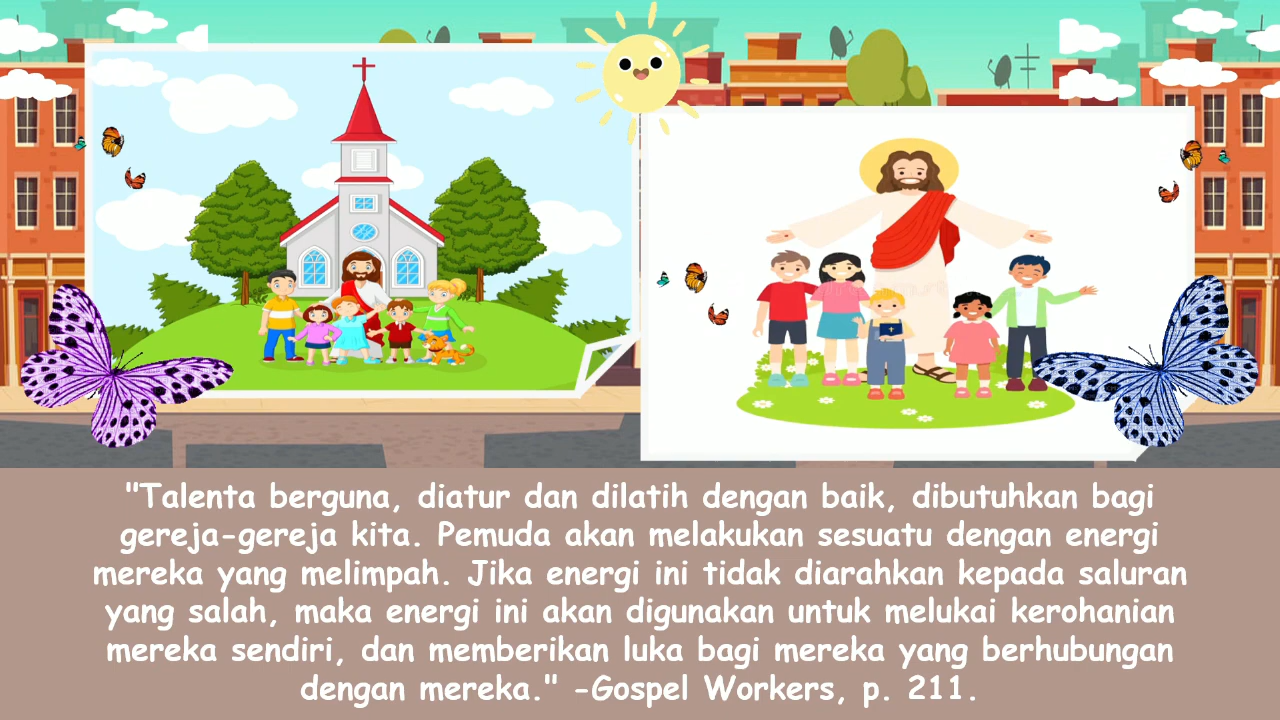 "Talenta berguna, diatur dan dilatih dengan baik, dibutuhkan bagi
gereja-gereja kita. Pemuda akan melakukan sesuatu dengan energi
mereka yang melimpah. Jika energi ini tidak diarahkan kepada saluran
yang salah, maka energi ini akan digunakan untuk melukai kerohanian
mereka sendiri, dan memberikan luka bagi mereka yang berhubungan
dengan mereka." -Gospel Workers, p. 211.